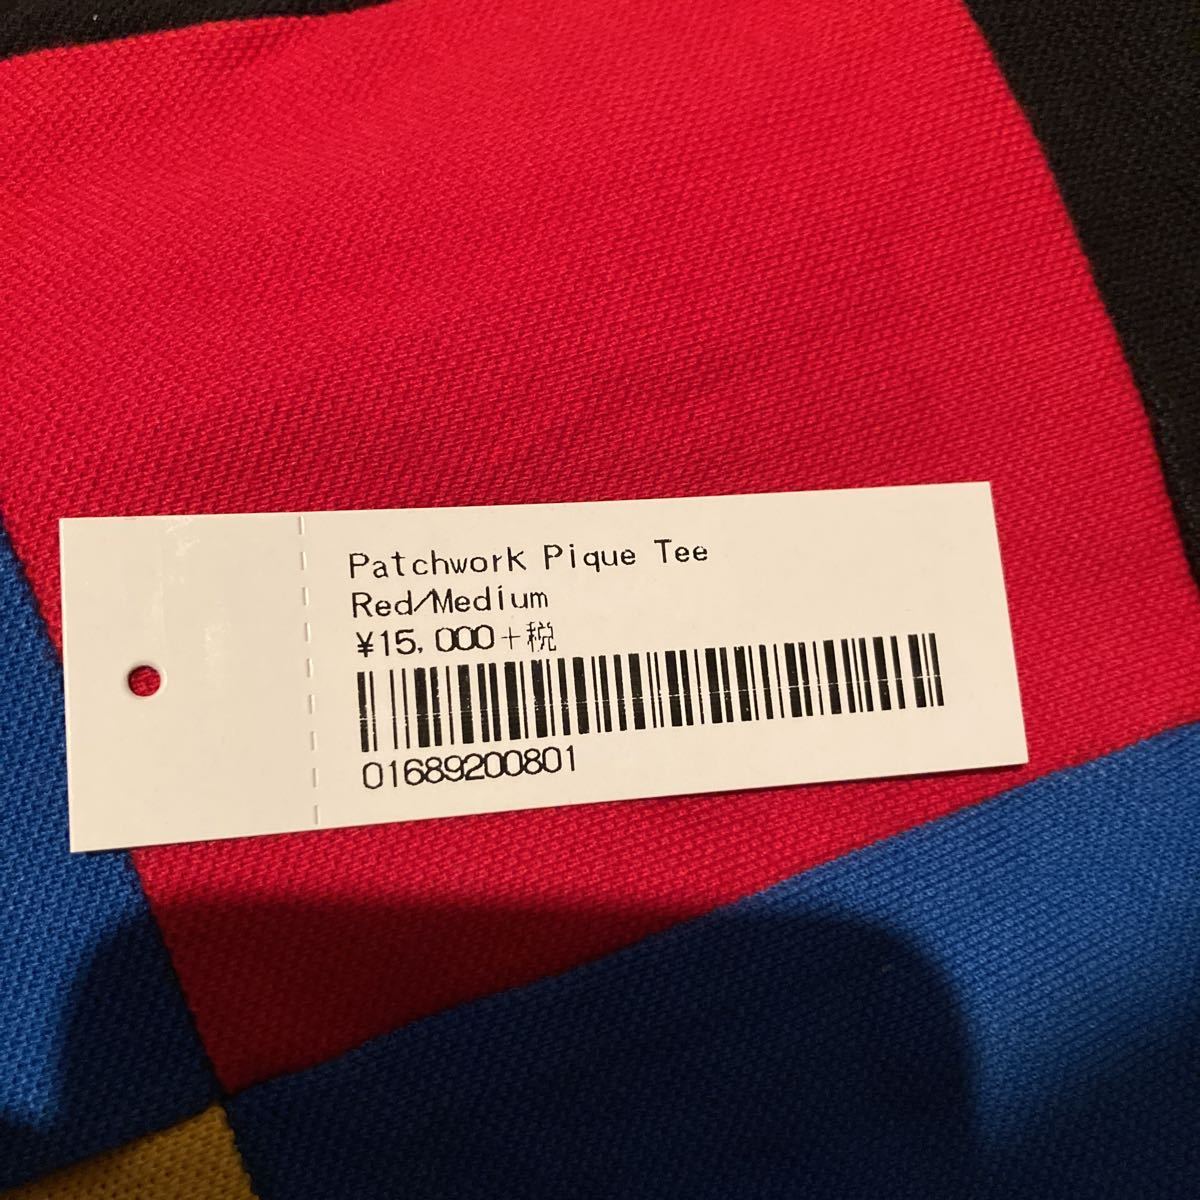 Patchwork Pique Tee
Red/Medium
¥15,000+税
01689200801